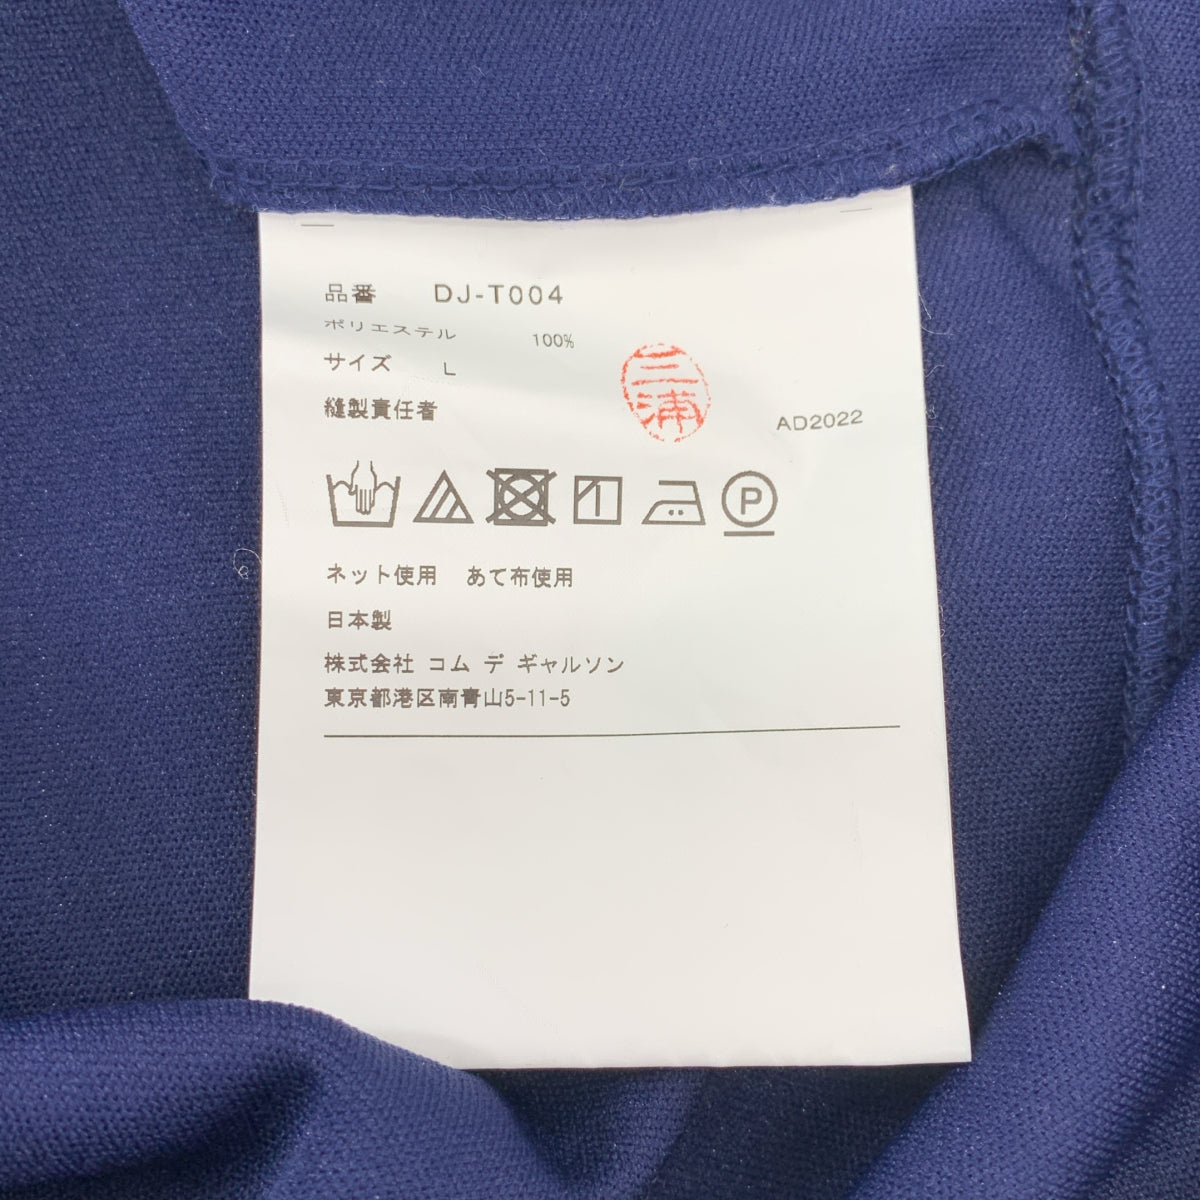 品番 DJ-T004
ポリエステル 100%
サイズ L
縫製責任者 三浦
AD2022
P
ネット使用 あて布使用
日本製
株式会社 コム デ ギャルソン
東京都港区南青山5-11-5